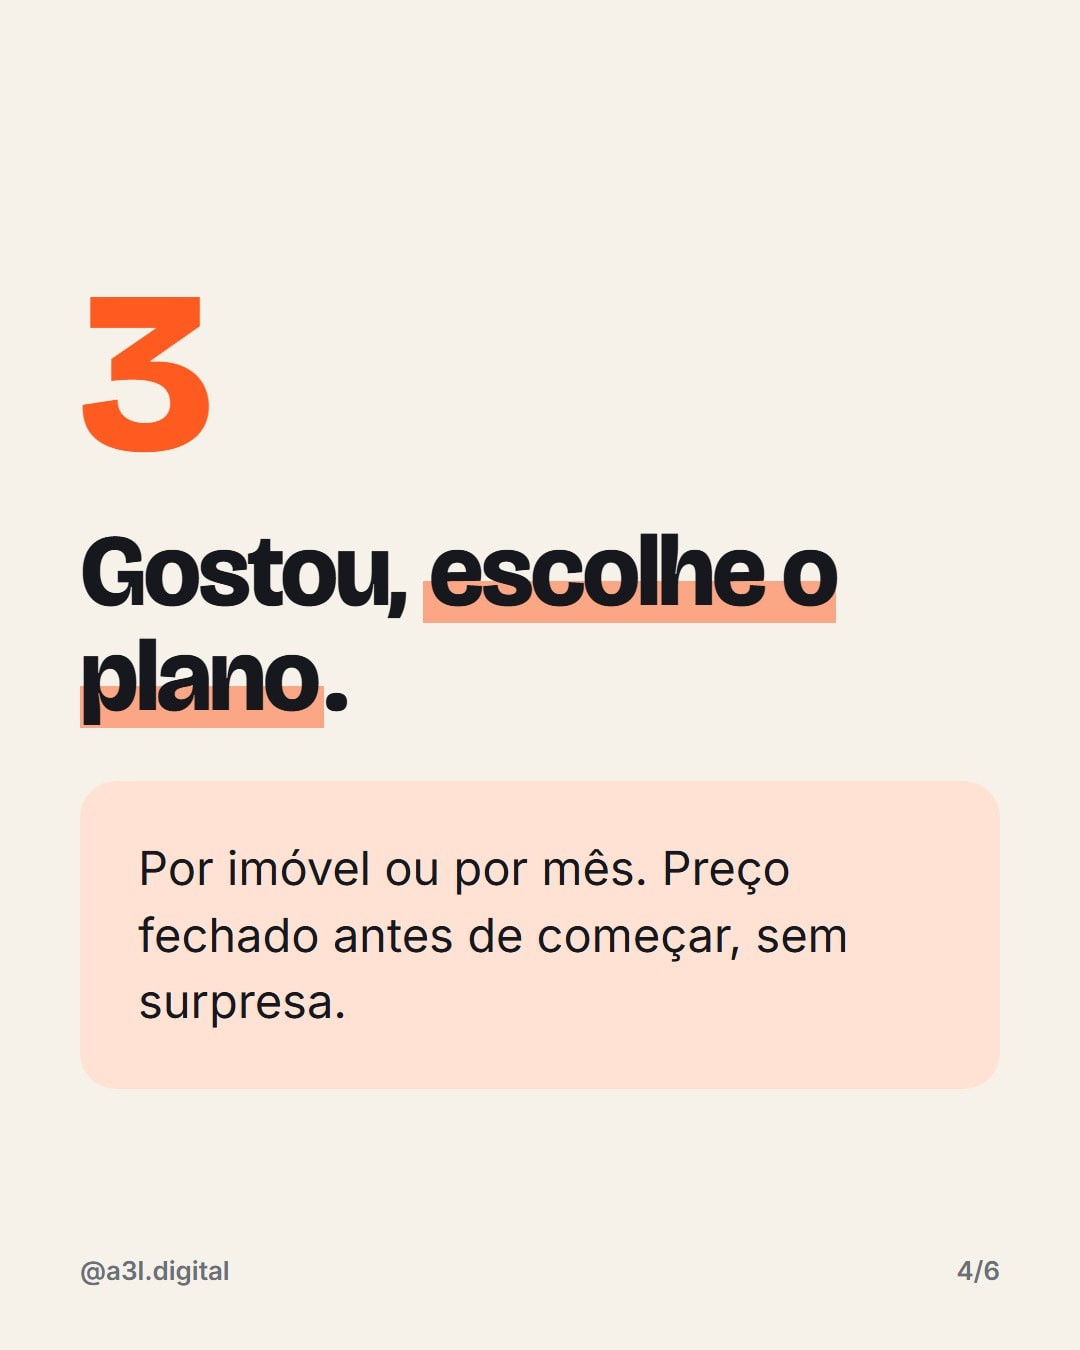 3
Gostou, escolhe o
plano.
Por imóvel ou por mês. Preço
fechado antes de começar, sem
surpresa.
@a3l.digital
4/6